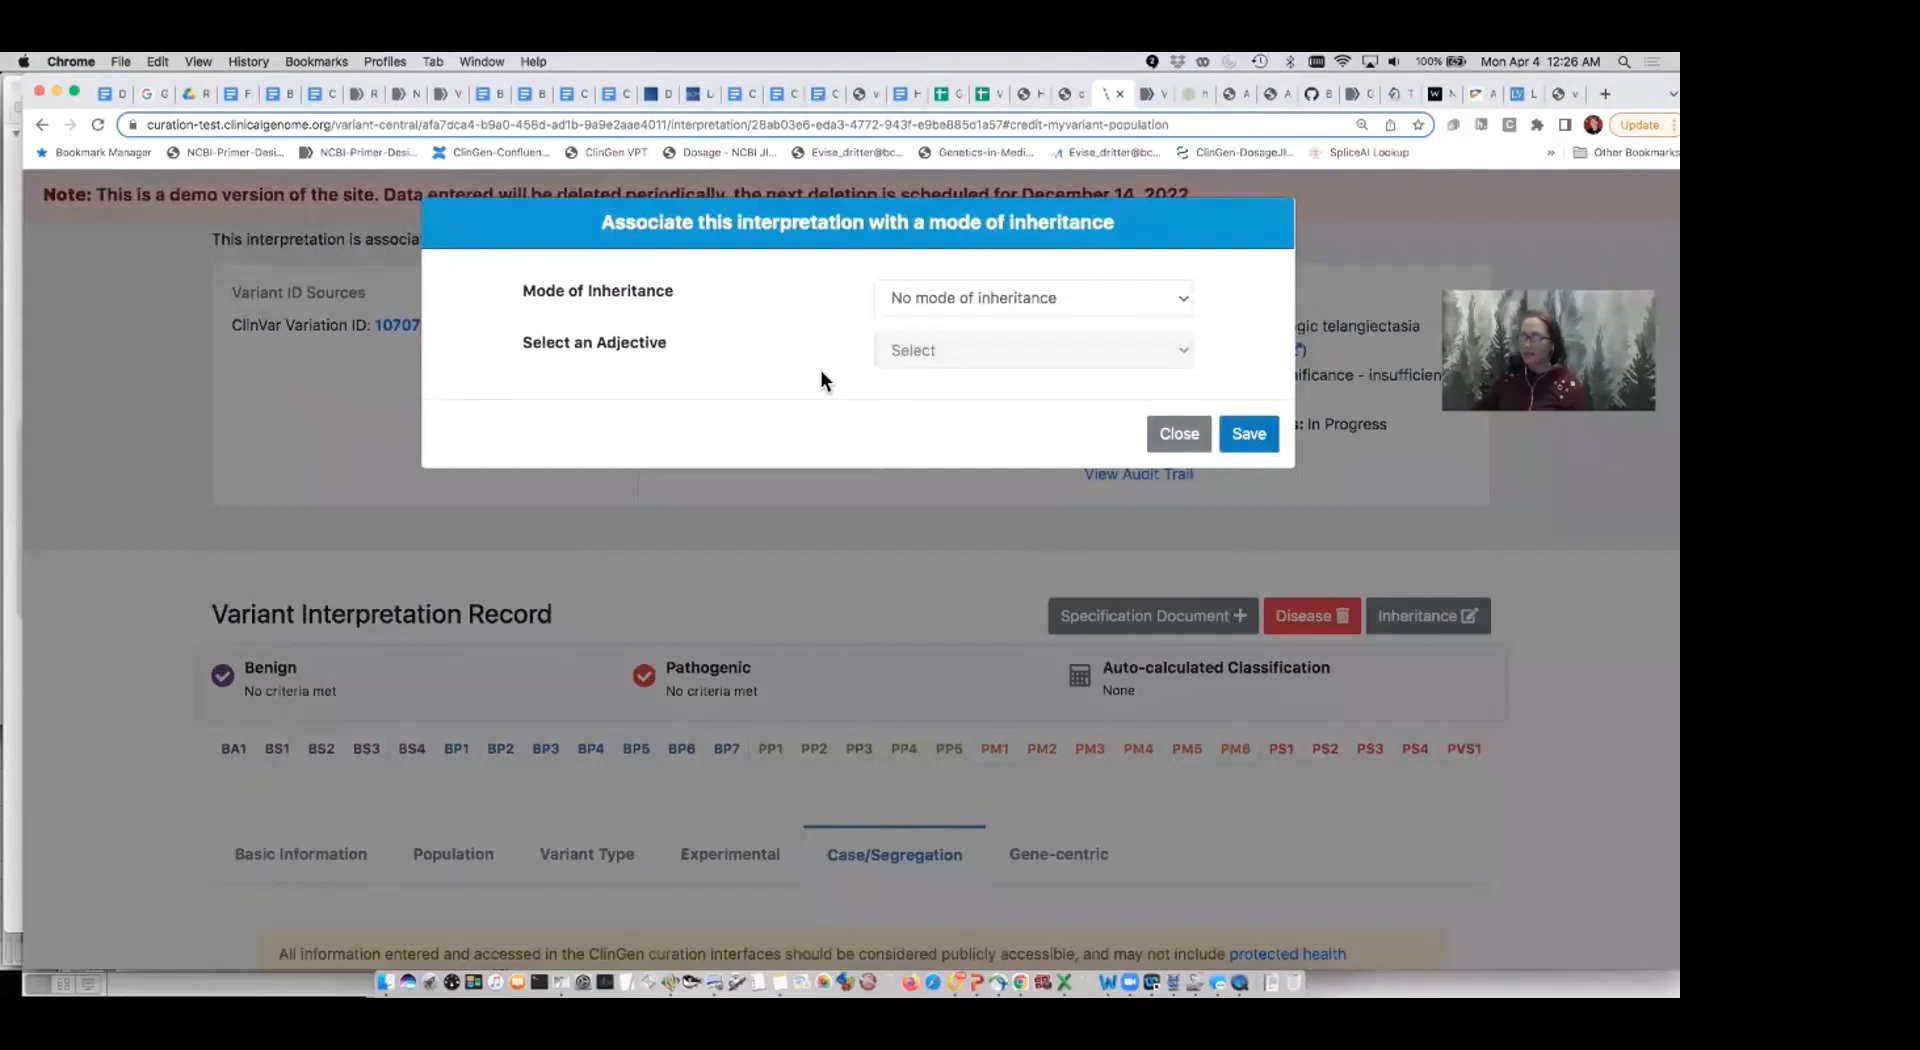 Chrome File Edit View History Bookmarks Profiles Tab Window Help 100% Mon Apr 4 12:26 AM
curation-test.clinicalgenome.org/variant-central/afa7dca4-b9a0-458d-ad1b-9a9e2aae4011/interpretation/28ab03e6-eda3-4772-943f-e9be885d1a57#credit-myvariant-population Update
Bookmark Manager NCBI-Primer-Desi... NCBI-Primer-Desi... ClinGen-Confluen... ClinGen VPT Dosage - NCBI JI... Evise_dritter@bc... Genetics-in-Medi... Evise_dritter@bc... ClinGen-DosageJI... SpliceAI Lookup » Other Bookmarks
Note: This is a demo version of the site. Data entered will be deleted periodically, the next deletion is scheduled for December 14, 2022
Associate this interpretation with a mode of inheritance
This interpretation is associa
Mode of Inheritance No mode of inheritance
Select an Adjective Select
Close Save
Variant ID Sources
ClinVar Variation ID: 10707
gic telangiectasia
ificance - insufficien
s: In Progress
View Audit Trail
Variant Interpretation Record
Specification Document + Disease Inheritance
Benign
No criteria met
Pathogenic
No criteria met
Auto-calculated Classification
None
BA1 BS1 BS2 BS3 BS4 BP1 BP2 BP3 BP4 BP5 BP6 BP7 PP1 PP2 PP3 PP4 PP5 PM1 PM2 PM3 PM4 PM5 PM6 PS1 PS2 PS3 PS4 PVS1
Basic Information Population Variant Type Experimental Case/Segregation Gene-centric
All information entered and accessed in the ClinGen curation interfaces should be considered publicly accessible, and may not include protected health